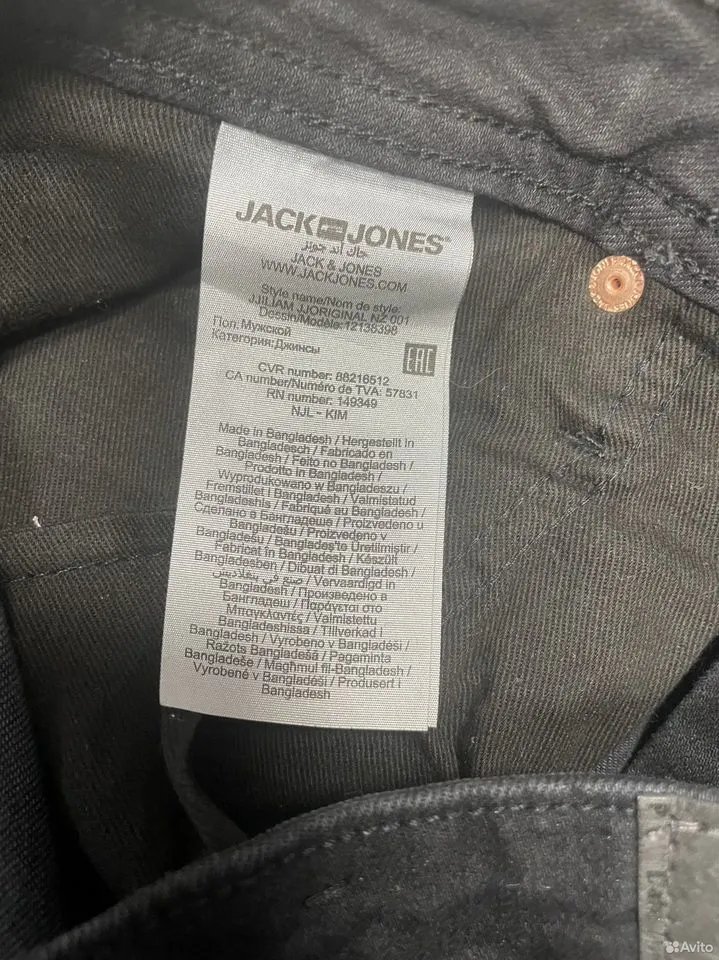 JACK & JONES®
جاك أند جونز
JACK & JONES
WWW.JACKJONES.COM
Style name/Nom de style:
JJILIAM JJORIGINAL NZ 001
Dessin/Modèle:12138398
Пол: Мужской
Категория:Джинсы
EAC
CVR number: 88216512
CA number/Numéro de TVA: 57831
RN number: 149349
NJL - KIM
Made in Bangladesh / Hergestellt in
Bangladesch / Fabricado en
Bangladesh / Feito no Bangladesh /
Prodotto in Bangladesh /
Wyprodukowano w Bangladeszu /
Fremstillet i Bangladesh / Valmistatud
Bangladeshis / Fabriqué au Bangladesh /
Сделано в Бангладеше / Proizvedeno u
Bangladešu / Proizvedeno v
Bangladešu / Bangladeş'te Üretilmiştir /
Fabricat în Bangladesh / Készült
Bangladesben / Dibuat di Bangladesh /
صنع في بنغلاديش / Vervaardigd in
Bangladesh / Произведено в
Бангладеш / Παράγεται στο
Μπαγκλαντές / Valmistettu
Bangladeshissa / Tillverkad i
Bangladesh / Vyrobeno v Bangladéši /
Ražots Bangladešā / Pagaminta
Bangladeše / Magħmul fil-Bangladesh /
Vyrobené v Bangladéši / Produsert i
Bangladesh
Avito